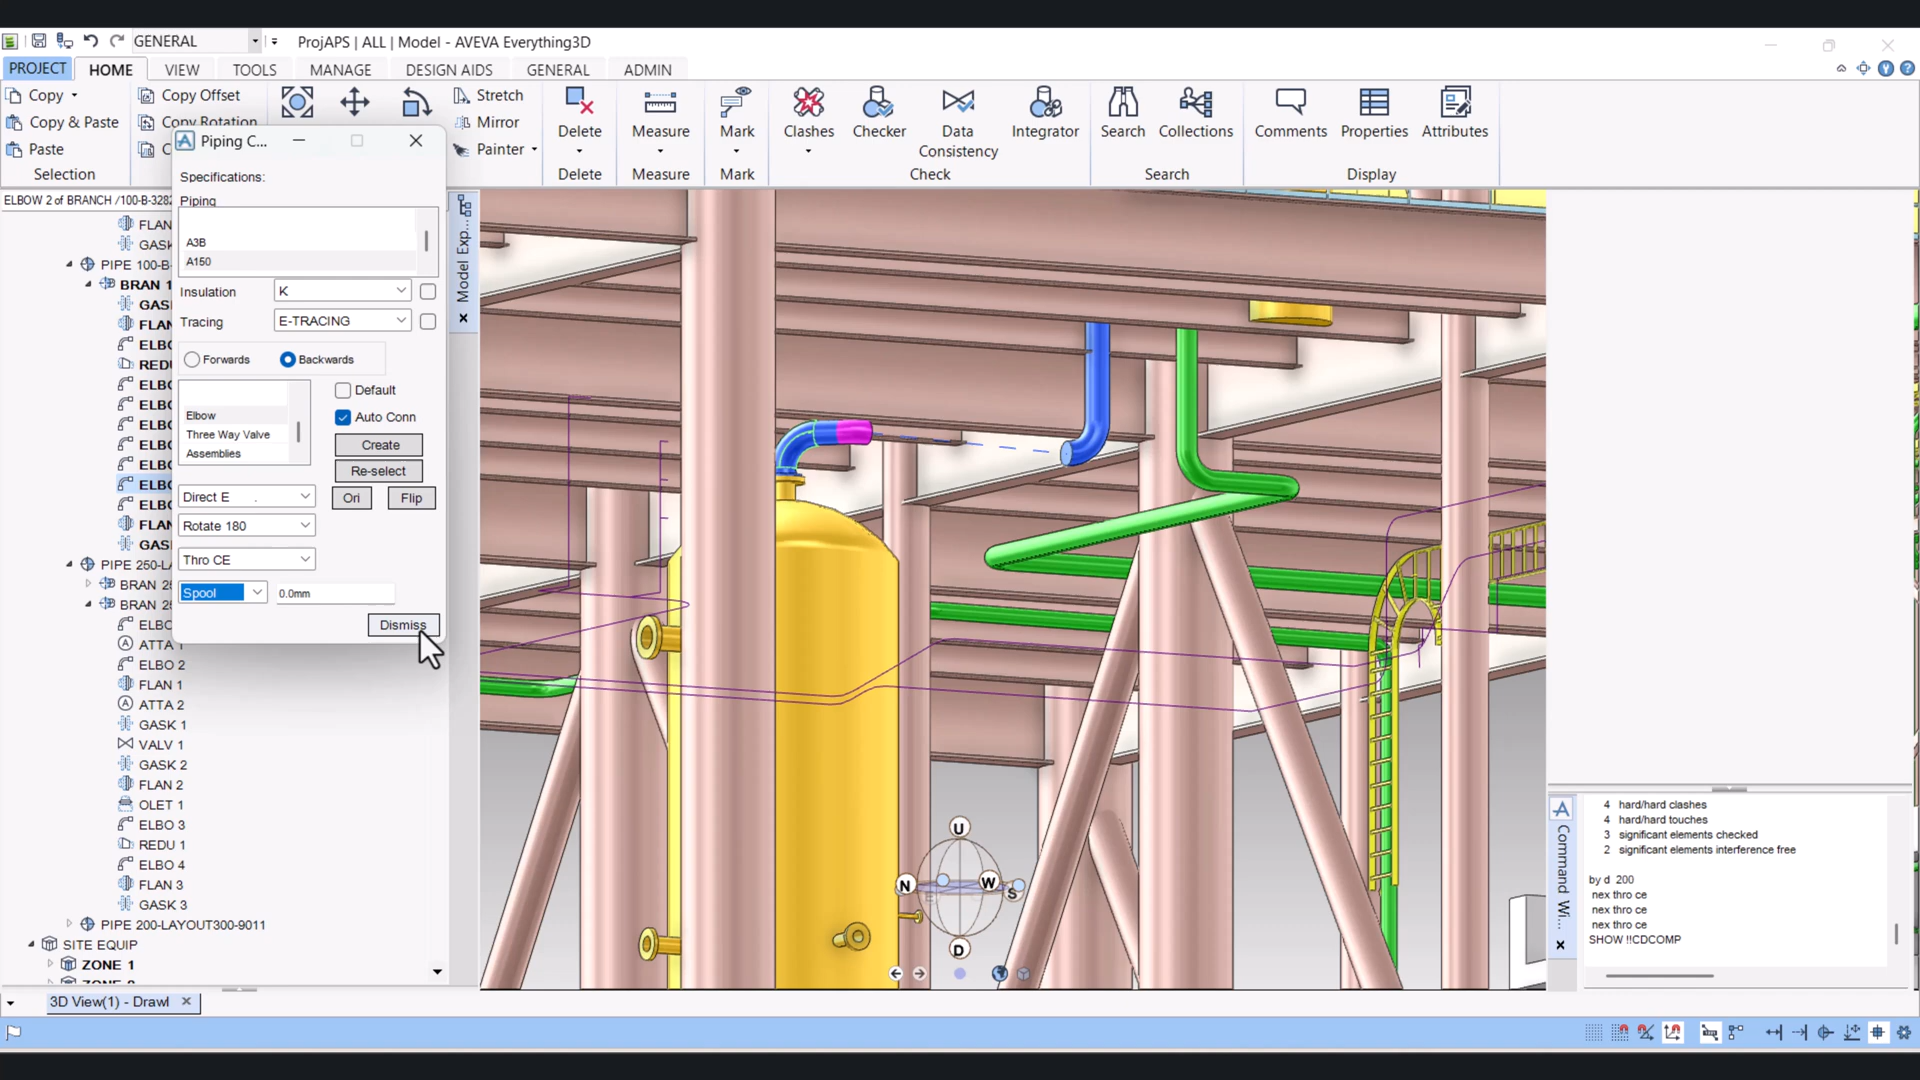 GENERAL
ProjAPS | ALL | Model - AVEVA Everything3D
PROJECT HOME VIEW TOOLS MANAGE DESIGN AIDS GENERAL ADMIN
Copy
Copy & Paste
Paste
Selection
Copy Offset
Copy Rotation
Stretch
Mirror
Painter
Delete
Delete
Measure
Measure
Mark
Mark
Clashes
Checker
Data
Consistency
Integrator
Check
Search
Collections
Search
Comments
Properties
Attributes
Display
Piping C...
Specifications:
Piping
A3B
A150
Insulation K
Tracing E-TRACING
Forwards Backwards
Elbow
Three Way Valve
Assemblies
Default
Auto Conn
Create
Re-select
Direct E . Ori Flip
Rotate 180
Thro CE
Spool 0.0mm
Dismiss
ELBOW 2 of BRANCH /100-B-3282
FLAN
GASK
PIPE 100-B-
BRAN 1
GAS
FLAN
ELBO
REDU
ELBO
ELBO
ELBO
ELBO
ELBO
ELBO
ELBO
FLAN
GAS
PIPE 250-LA
BRAN 25
BRAN 25
ELBO
ATTA 1
ELBO 2
FLAN 1
ATTA 2
GASK 1
VALV 1
GASK 2
FLAN 2
OLET 1
ELBO 3
REDU 1
ELBO 4
FLAN 3
GASK 3
PIPE 200-LAYOUT300-9011
SITE EQUIP
ZONE 1
Model Exp...
U
N
W
S
E
D
4 hard/hard clashes
4 hard/hard touches
3 significant elements checked
2 significant elements interference free
by d 200
nex thro ce
nex thro ce
nex thro ce
SHOW !!CDCOMP
Command Wi...
3D View(1) - Drawl